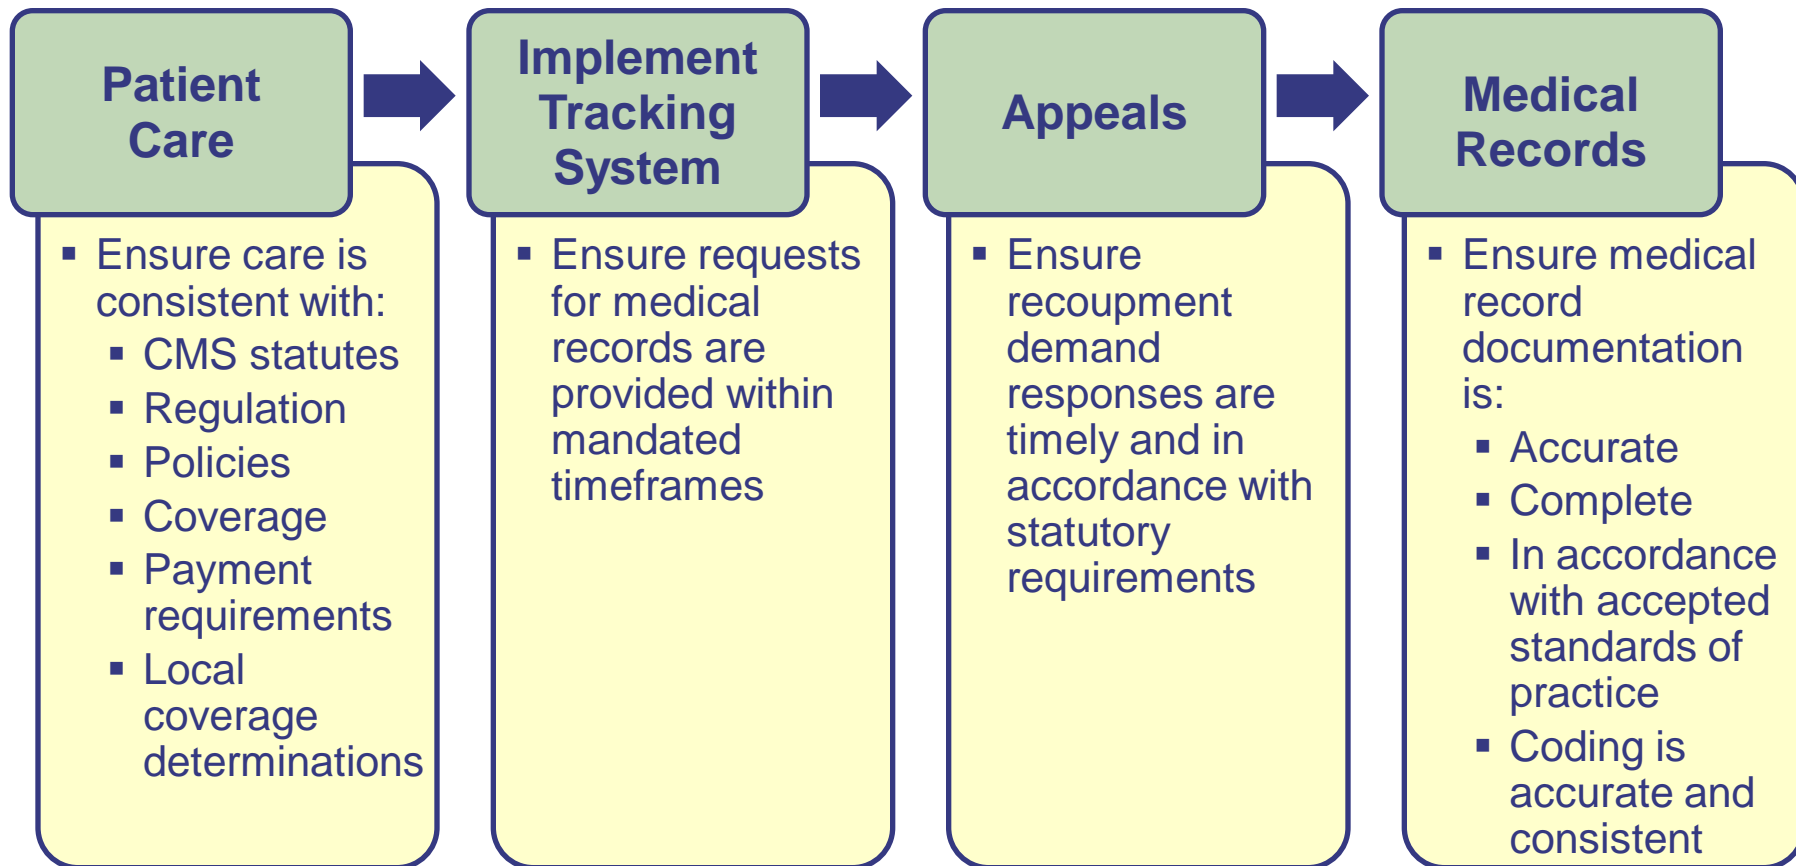 Patient
Care
▪ Ensure care is
consistent with:
▪ CMS statutes
▪ Regulation
▪ Policies
▪ Coverage
▪ Payment
requirements
▪ Local
coverage
determinations
Implement
Tracking
System
▪ Ensure requests
for medical
records are
provided within
mandated
timeframes
Appeals
▪ Ensure
recoupment
demand
responses are
timely and in
accordance with
statutory
requirements
Medical
Records
▪ Ensure medical
record
documentation
is:
▪ Accurate
▪ Complete
▪ In accordance
with accepted
standards of
practice
▪ Coding is
accurate and
consistent